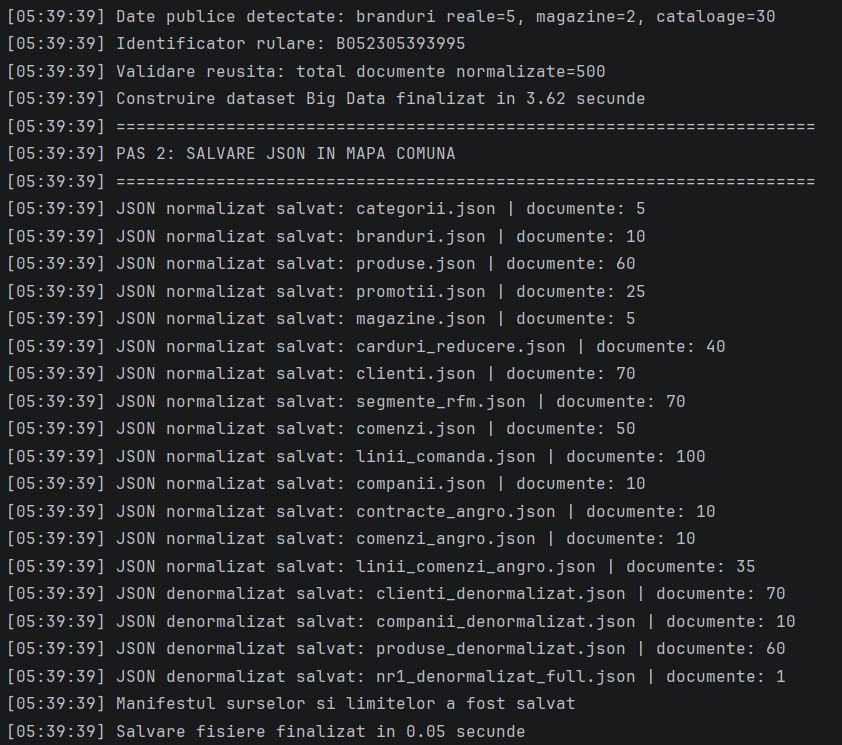 [05:39:39] Date publice detectate: branduri reale=5, magazine=2, cataloage=30
[05:39:39] Identificator rulare: B052305393995
[05:39:39] Validare reusita: total documente normalizate=500
[05:39:39] Construire dataset Big Data finalizat in 3.62 secunde
[05:39:39] ======================================================================
[05:39:39] PAS 2: SALVARE JSON IN MAPA COMUNA
[05:39:39] ======================================================================
[05:39:39] JSON normalizat salvat: categorii.json | documente: 5
[05:39:39] JSON normalizat salvat: branduri.json | documente: 10
[05:39:39] JSON normalizat salvat: produse.json | documente: 60
[05:39:39] JSON normalizat salvat: promotii.json | documente: 25
[05:39:39] JSON normalizat salvat: magazine.json | documente: 5
[05:39:39] JSON normalizat salvat: carduri_reducere.json | documente: 40
[05:39:39] JSON normalizat salvat: clienti.json | documente: 70
[05:39:39] JSON normalizat salvat: segmente_rfm.json | documente: 70
[05:39:39] JSON normalizat salvat: comenzi.json | documente: 50
[05:39:39] JSON normalizat salvat: linii_comanda.json | documente: 100
[05:39:39] JSON normalizat salvat: companii.json | documente: 10
[05:39:39] JSON normalizat salvat: contracte_angro.json | documente: 10
[05:39:39] JSON normalizat salvat: comenzi_angro.json | documente: 10
[05:39:39] JSON normalizat salvat: linii_comenzi_angro.json | documente: 35
[05:39:39] JSON denormalizat salvat: clienti_denormalizat.json | documente: 70
[05:39:39] JSON denormalizat salvat: companii_denormalizat.json | documente: 10
[05:39:39] JSON denormalizat salvat: produse_denormalizat.json | documente: 60
[05:39:39] JSON denormalizat salvat: nr1_denormalizat_full.json | documente: 1
[05:39:39] Manifestul surselor si limitelor a fost salvat
[05:39:39] Salvare fisiere finalizat in 0.05 secunde